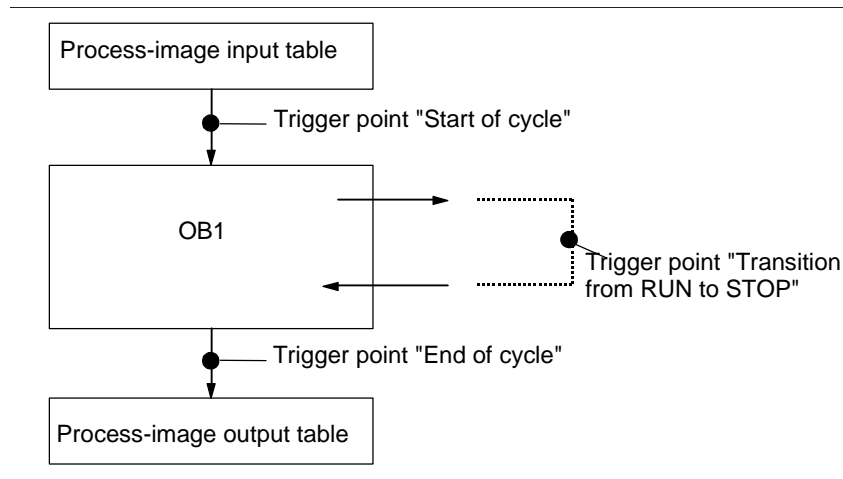 Process-image input table
Trigger point "Start of cycle"
OB1
Trigger point "Transition
from RUN to STOP"
Trigger point "End of cycle"
Process-image output table